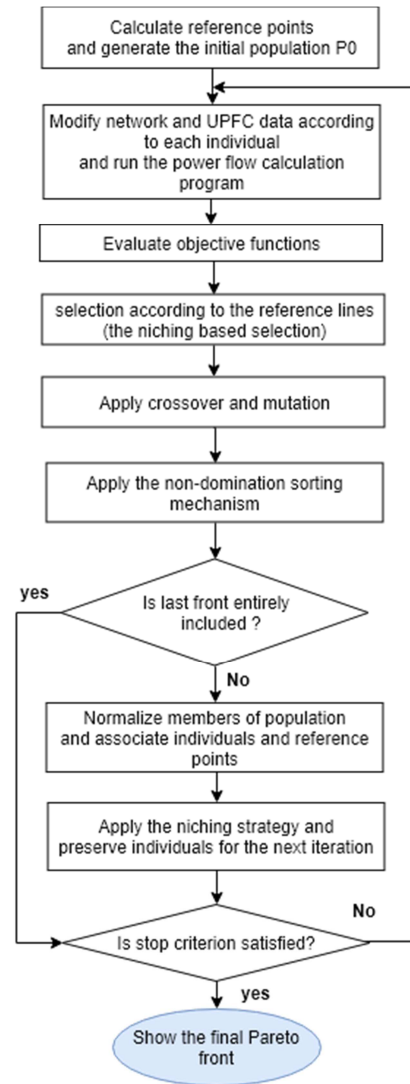 Calculate reference points
and generate the initial population P0
Modify network and UPFC data according
to each individual
and run the power flow calculation
program
Evaluate objective functions
selection according to the reference lines
(the niching based selection)
Apply crossover and mutation
Apply the non-domination sorting
mechanism
yes
Is last front entirely
included ?
No
Normalize members of population
and associate individuals and reference
points
Apply the niching strategy and
preserve individuals for the next iteration
No
Is stop criterion satisfied?
yes
Show the final Pareto
front